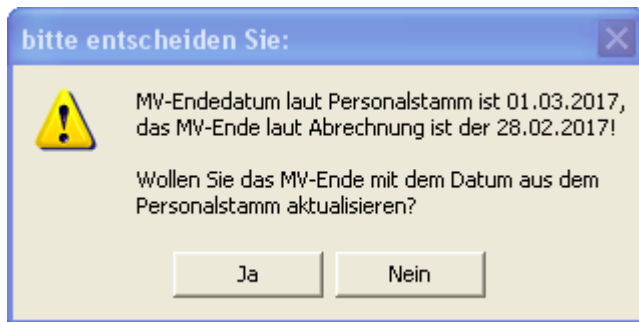 bitte entscheiden Sie:
MV-Endedatum laut Personalstamm ist 01.03.2017,
das MV-Ende laut Abrechnung ist der 28.02.2017!
Wollen Sie das MV-Ende mit dem Datum aus dem
Personalstamm aktualisieren?
Ja
Nein